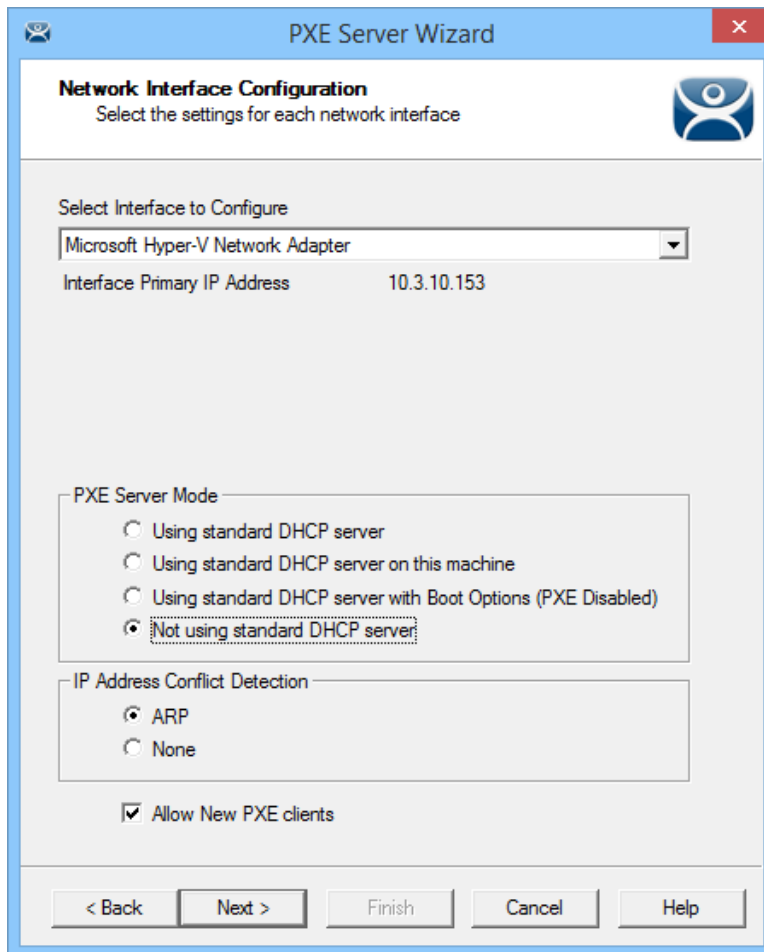 PXE Server Wizard
Network Interface Configuration
Select the settings for each network interface
Select Interface to Configure
Microsoft Hyper-V Network Adapter
Interface Primary IP Address 10.3.10.153
PXE Server Mode
Using standard DHCP server
Using standard DHCP server on this machine
Using standard DHCP server with Boot Options (PXE Disabled)
Not using standard DHCP server
IP Address Conflict Detection
ARP
None
Allow New PXE clients
< Back Next > Finish Cancel Help